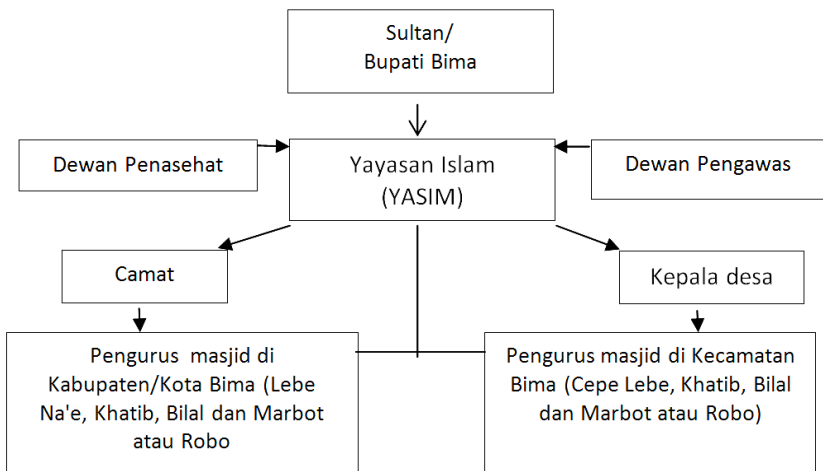 Sultan/
Bupati Bima
Dewan Penasehat
Yayasan Islam
(YASIM)
Dewan Pengawas
Camat
Kepala desa
Pengurus masjid di
Kabupaten/Kota Bima (Lebe
Na'e, Khatib, Bilal dan Marbot
atau Robo
Pengurus masjid di Kecamatan
Bima (Cepe Lebe, Khatib, Bilal
dan Marbot atau Robo)